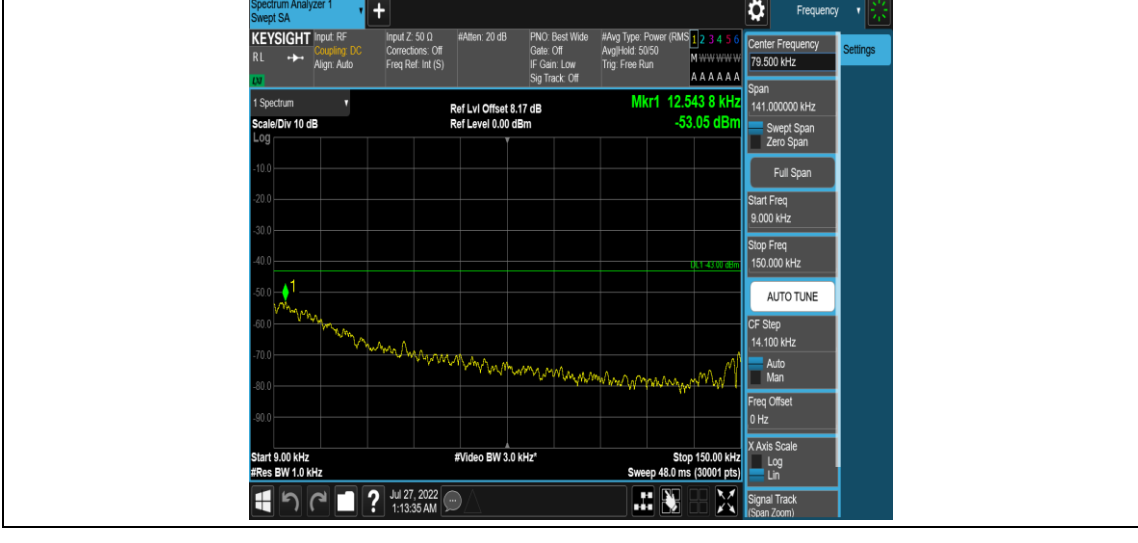 Spectrum Analyzer 1
Swept SA
+
Frequency
KEYSIGHT
RL
LXI
Input: RF
Coupling: DC
Align: Auto
Input Z: 50 Ω
Corrections: Off
Freq Ref: Int (S)
#Atten: 20 dB
PNO: Best Wide
Gate: Off
IF Gain: Low
Sig Track: Off
#Avg Type: Power (RMS
Avg|Hold: 50/50
Trig: Free Run
1 2 3 4 5 6
M W W W W W
A A A A A A
1 Spectrum
Scale/Div 10 dB
Log
Ref Lvl Offset 8.17 dB
Ref Level 0.00 dBm
Mkr1 12.543 8 kHz
-53.05 dBm
-10.0
-20.0
-30.0
-40.0
-50.0
-60.0
-70.0
-80.0
-90.0
DL1 -43.00 dBm
1
Start 9.00 kHz
#Res BW 1.0 kHz
#Video BW 3.0 kHz*
Stop 150.00 kHz
Sweep 48.0 ms (30001 pts)
?
Jul 27, 2022
1:13:35 AM
Center Frequency
79.500 kHz
Settings
Span
141.000000 kHz
Swept Span
Zero Span
Full Span
Start Freq
9.000 kHz
Stop Freq
150.000 kHz
AUTO TUNE
CF Step
14.100 kHz
Auto
Man
Freq Offset
0 Hz
X Axis Scale
Log
Lin
Signal Track
(Span Zoom)